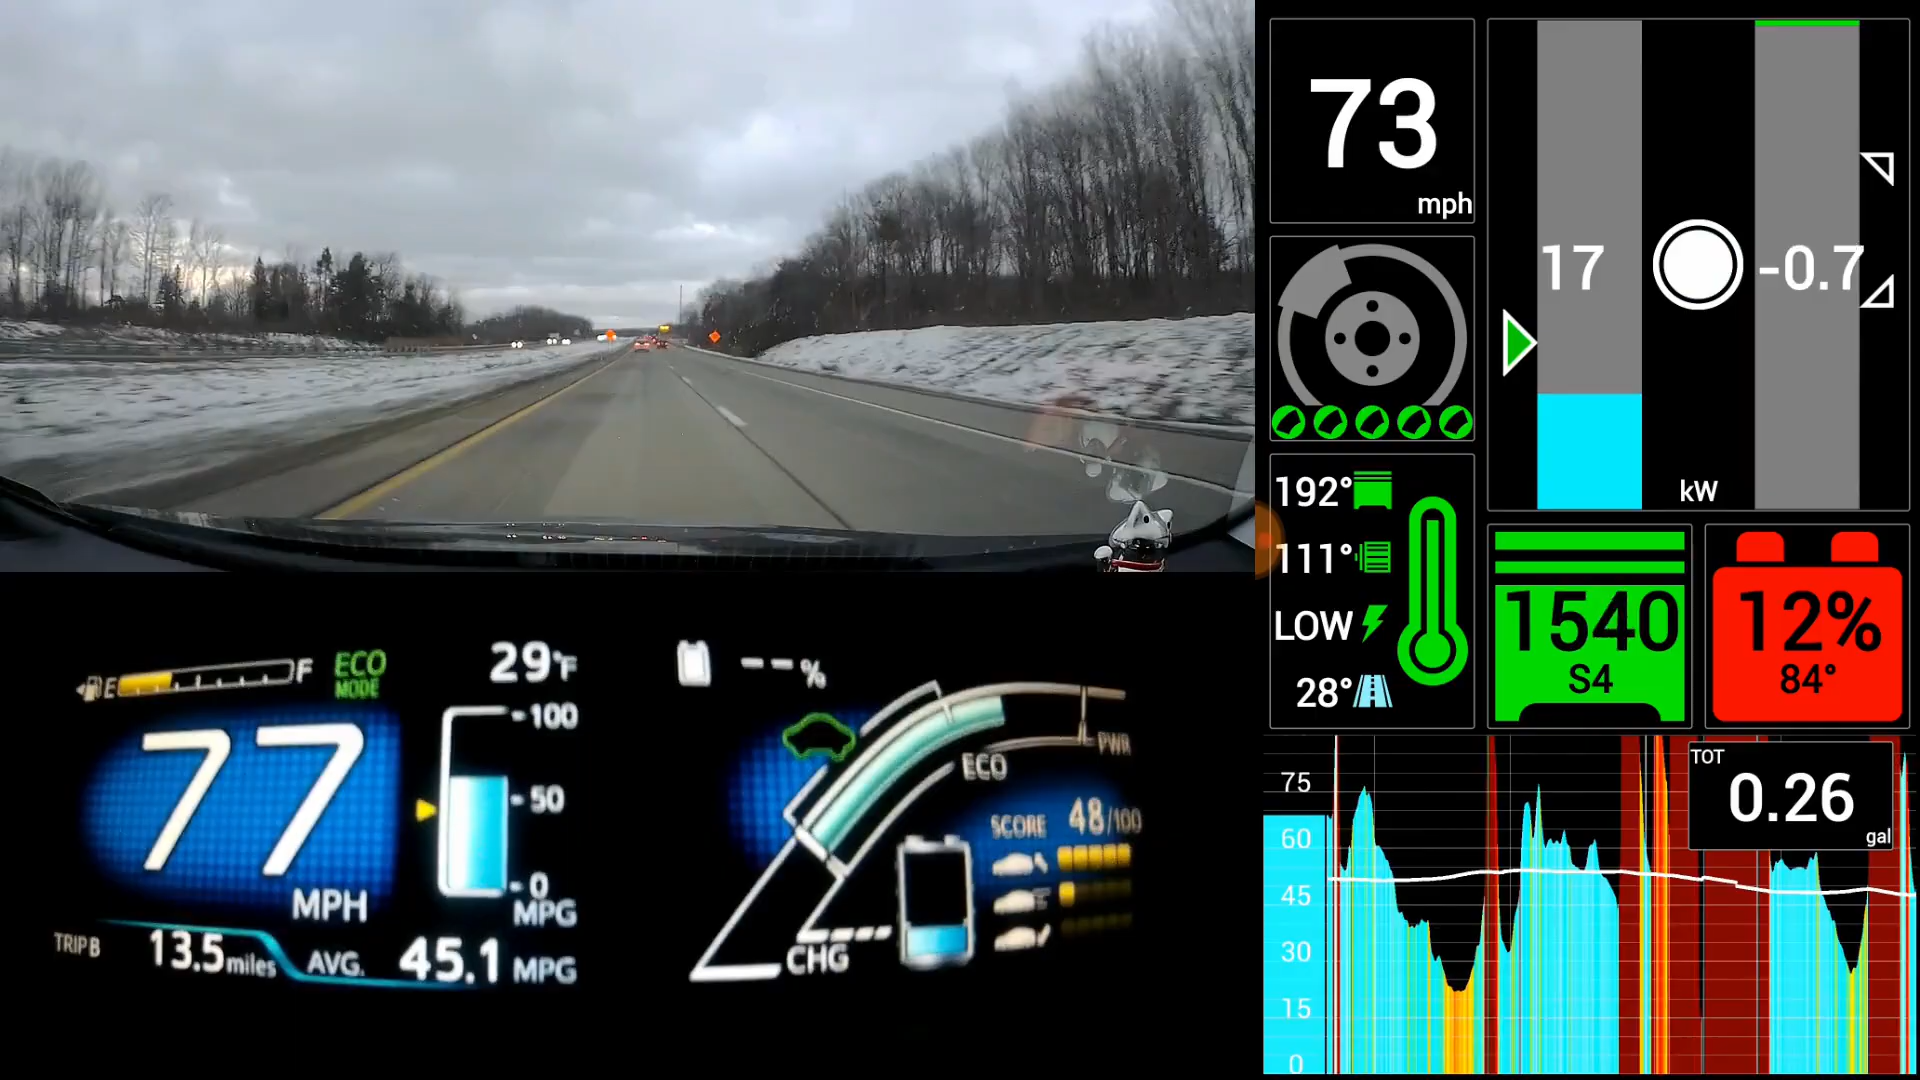 73
mph
17
-0.7
kW
192°
111°
LOW
28°
1540
S4
12%
84°
TOT
0.26
gal
75
60
45
30
15
0
E
F
ECO
MODE
29°F
100
50
0
MPG
77
MPH
TRIP B
13.5 miles
AVG.
45.1 MPG
--%
PWR
ECO
CHG
SCORE 48/100